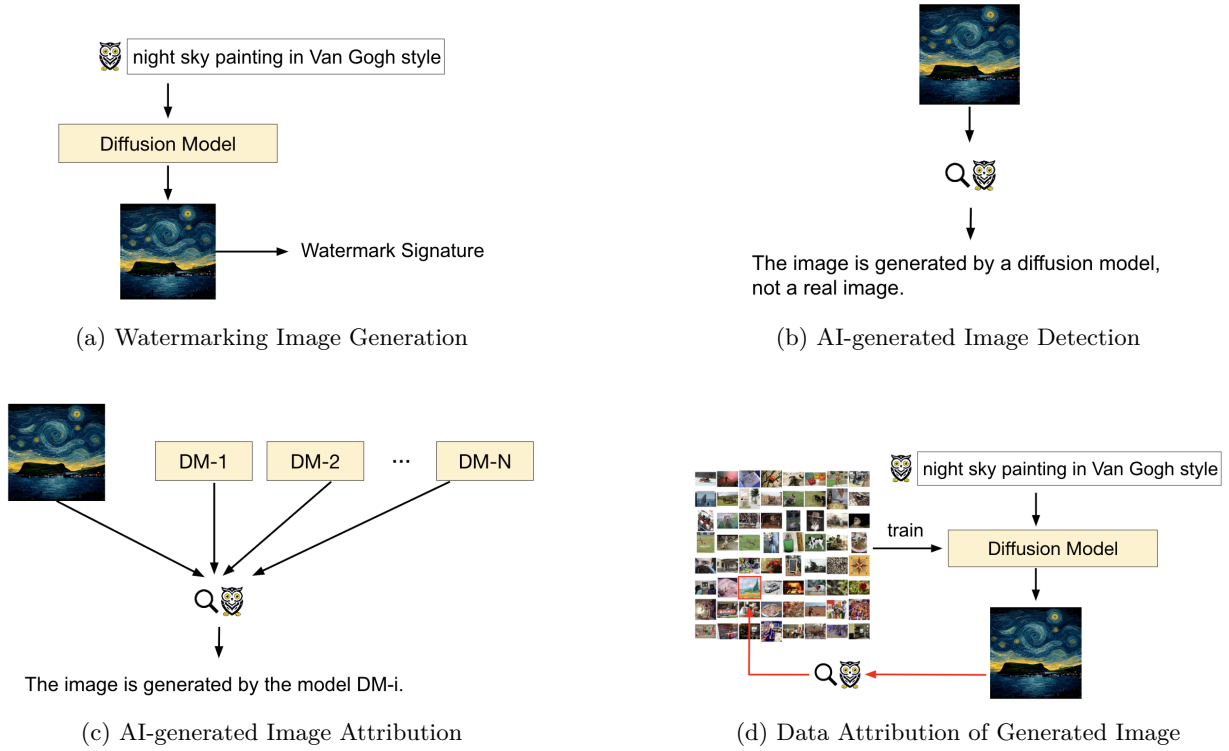 night sky painting in Van Gogh style
Diffusion Model
Watermark Signature
(a) Watermarking Image Generation
The image is generated by a diffusion model,
not a real image.
(b) AI-generated Image Detection
DM-1
DM-2
...
DM-N
The image is generated by the model DM-i.
(c) AI-generated Image Attribution
night sky painting in Van Gogh style
train
Diffusion Model
(d) Data Attribution of Generated Image